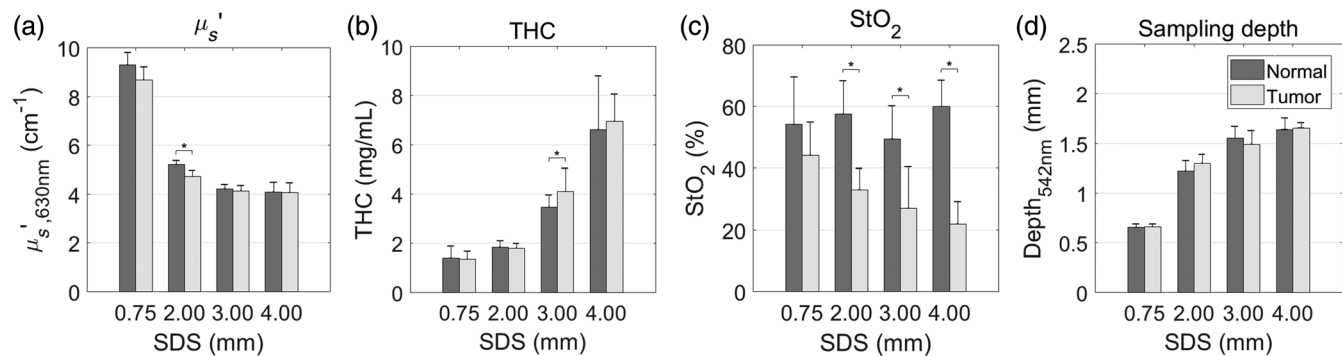 (a) μs'
μs',630nm (cm-1)
10
8
6
4
2
0
*
0.75 2.00 3.00 4.00
SDS (mm)
(b) THC
THC (mg/mL)
10
8
6
4
2
0
*
0.75 2.00 3.00 4.00
SDS (mm)
(c) StO2
StO2 (%)
80
60
40
20
0
* * *
0.75 2.00 3.00 4.00
SDS (mm)
(d) Sampling depth
Depth542nm (mm)
2.5
2
1.5
1
0.5
0
Normal
Tumor
0.75 2.00 3.00 4.00
SDS (mm)